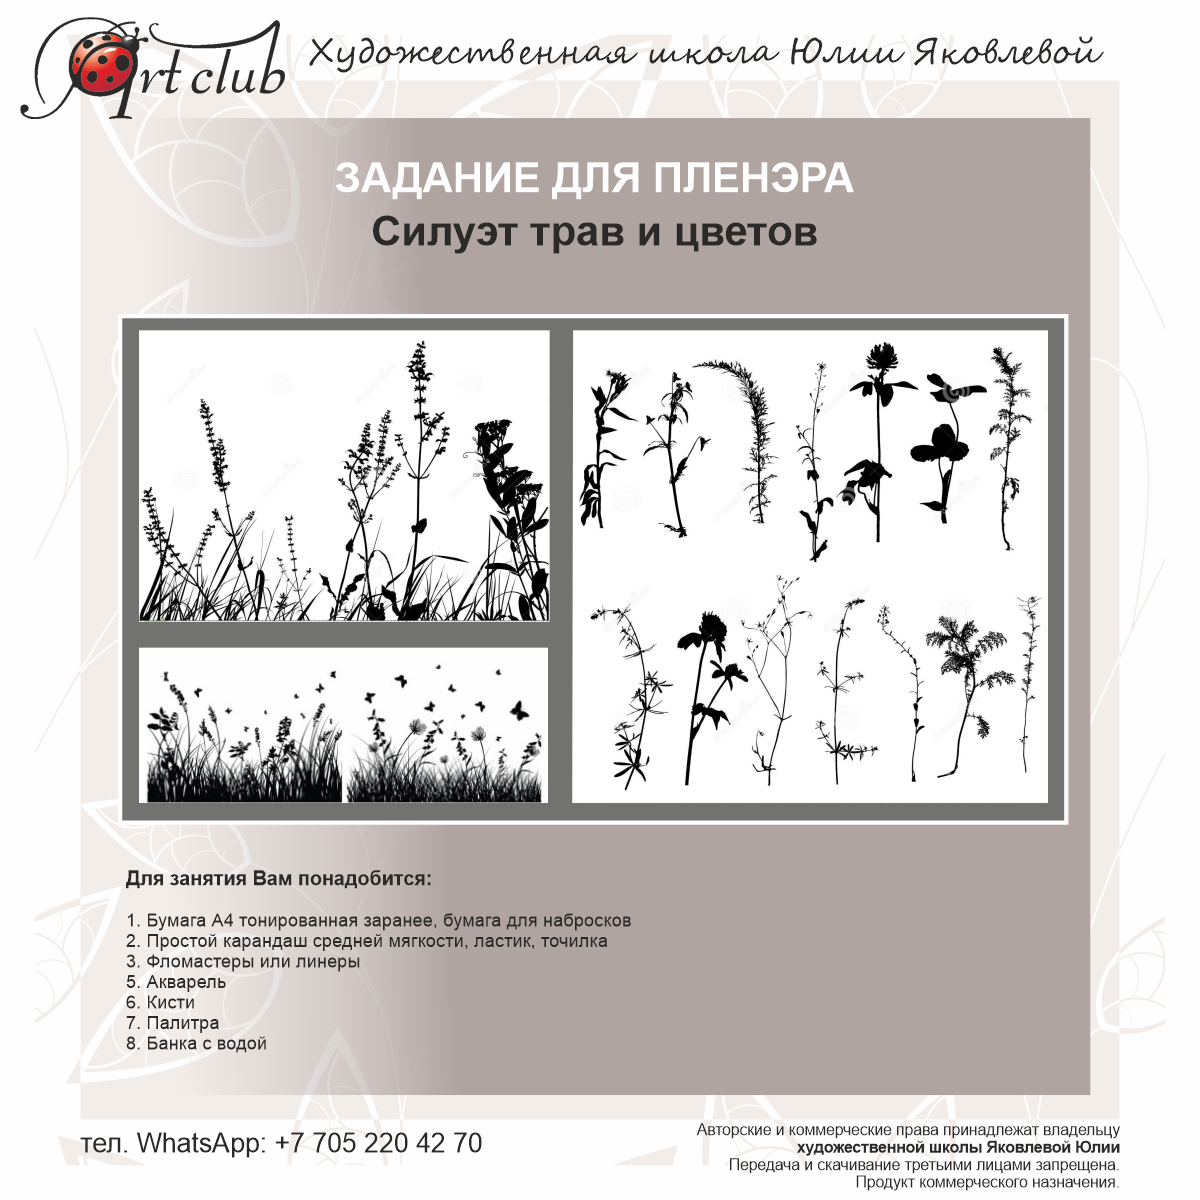 Art club
Художественная школа Юлии Яковлевой
ЗАДАНИЕ ДЛЯ ПЛЕНЭРА
Силуэт трав и цветов
Для занятия Вам понадобится:
1. Бумага А4 тонированная заранее, бумага для набросков
2. Простой карандаш средней мягкости, ластик, точилка
3. Фломастеры или линеры
5. Акварель
6. Кисти
7. Палитра
8. Банка с водой
тел. WhatsApp: +7 705 220 42 70
Авторские и коммерческие права принадлежат владельцу
художественной школы Яковлевой Юлии
Передача и скачивание третьими лицами запрещена.
Продукт коммерческого назначения.